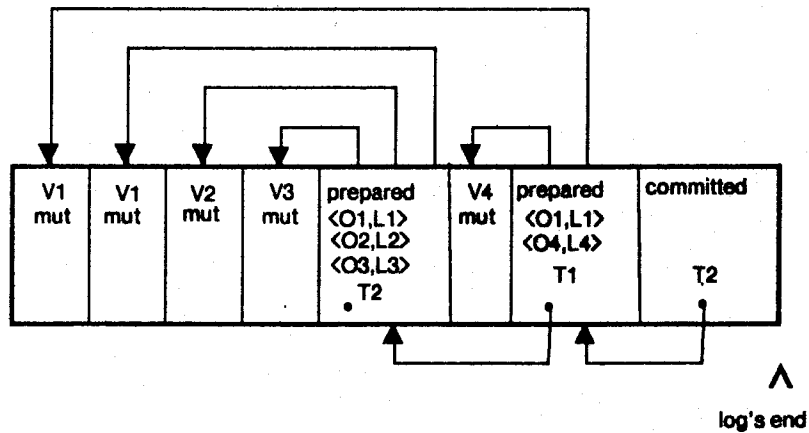 V1
mut
V1
mut
V2
mut
V3
mut
prepared
<O1,L1>
<O2,L2>
<O3,L3>
T2
V4
mut
prepared
<O1,L1>
<O4,L4>
T1
committed
T2
log's end